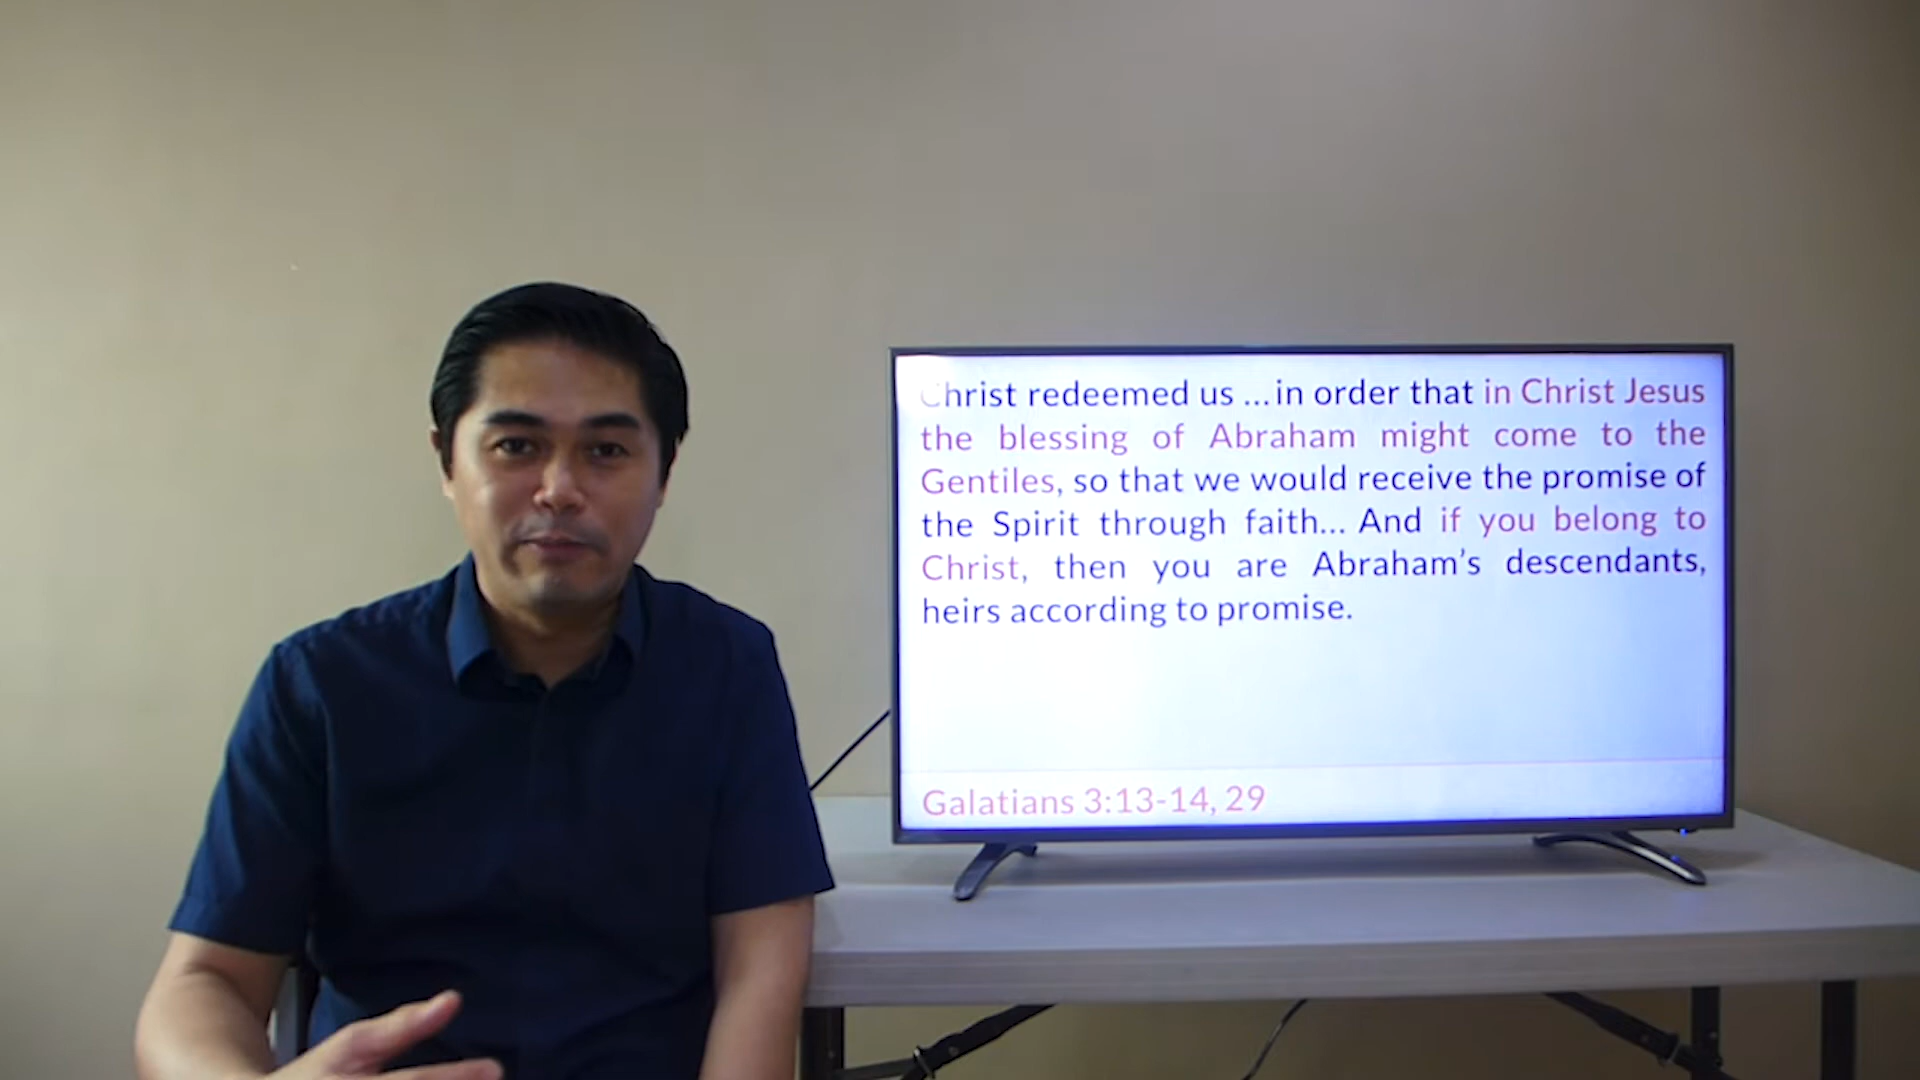 Christ redeemed us ...in order that in Christ Jesus
the blessing of Abraham might come to the
Gentiles, so that we would receive the promise of
the Spirit through faith... And if you belong to
Christ, then you are Abraham's descendants,
heirs according to promise.
Galatians 3:13-14, 29